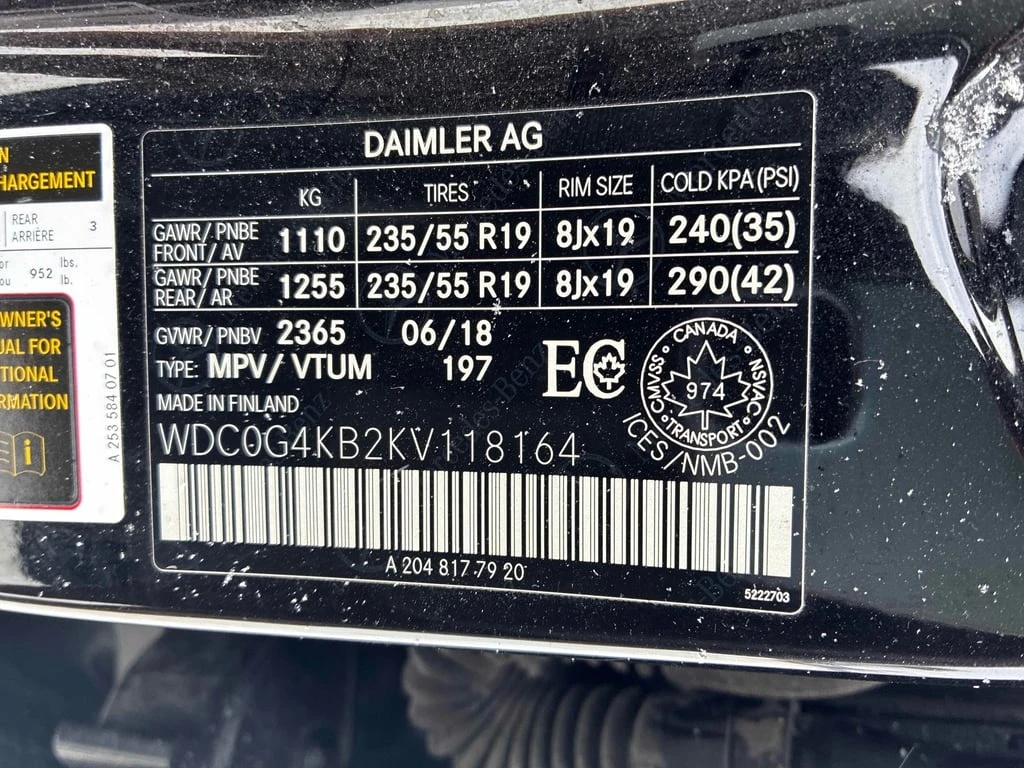 N
HARGEMENT
REAR
ARRIÈRE 3
or
ou 952 lbs.
lb.
WNER'S
UAL FOR
TIONAL
RMATION
i
A 253 584 07 01
DAIMLER AG
KG TIRES RIM SIZE COLD KPA (PSI)
GAWR/ PNBE
FRONT/ AV 1110 235/55 R19 8Jx19 240(35)
GAWR/ PNBE
REAR/ AR 1255 235/55 R19 8Jx19 290(42)
GVWR/ PNBV 2365 06/18
TYPE: MPV/ VTUM 197
MADE IN FINLAND
WDC0G4KB2KV118164
EC
CANADA
CMVSS NSVAC
974
TRANSPORT
ICES/NMB-002
A 204 817 79 20
5222703